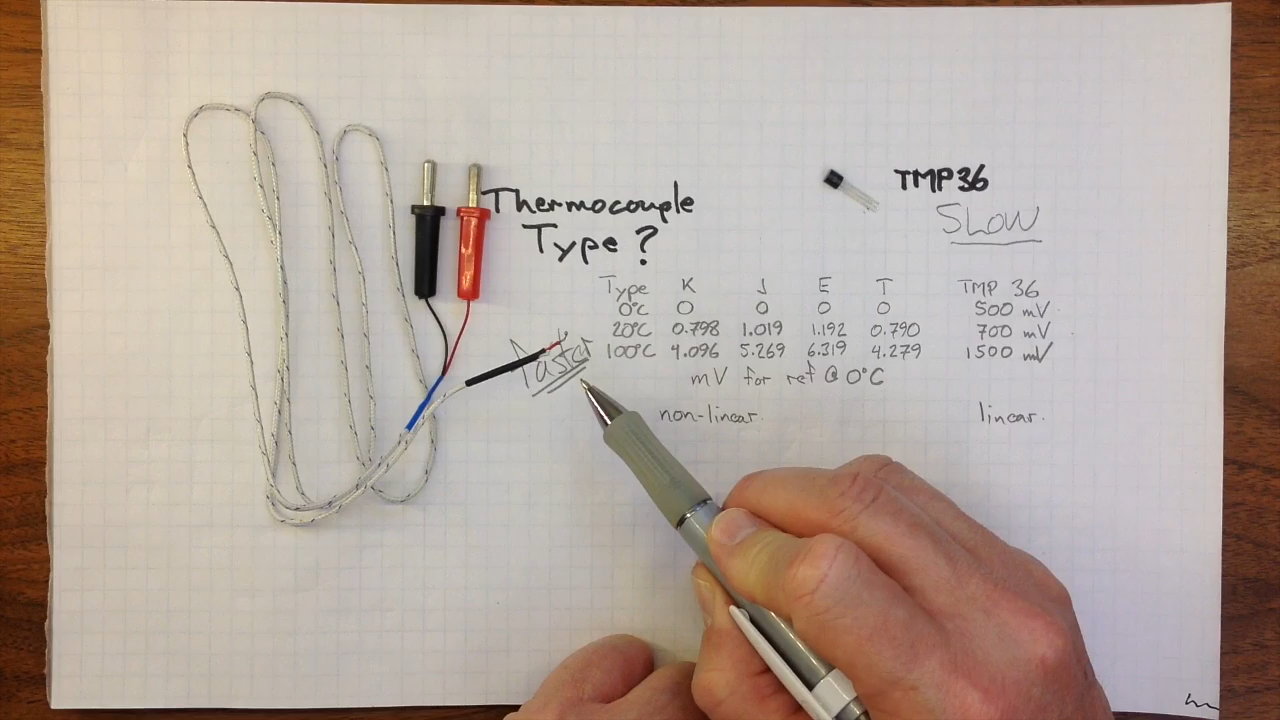 Thermocouple
Type?
TMP36
SLOW
Type K J E T TMP 36
0°C 0 0 0 0 500 mV
20°C 0.798 1.019 1.192 0.790 700 mV
100°C 4.096 5.269 6.319 4.279 1500 mV
mV for ref @ 0°C
non-linear. linear.
faster